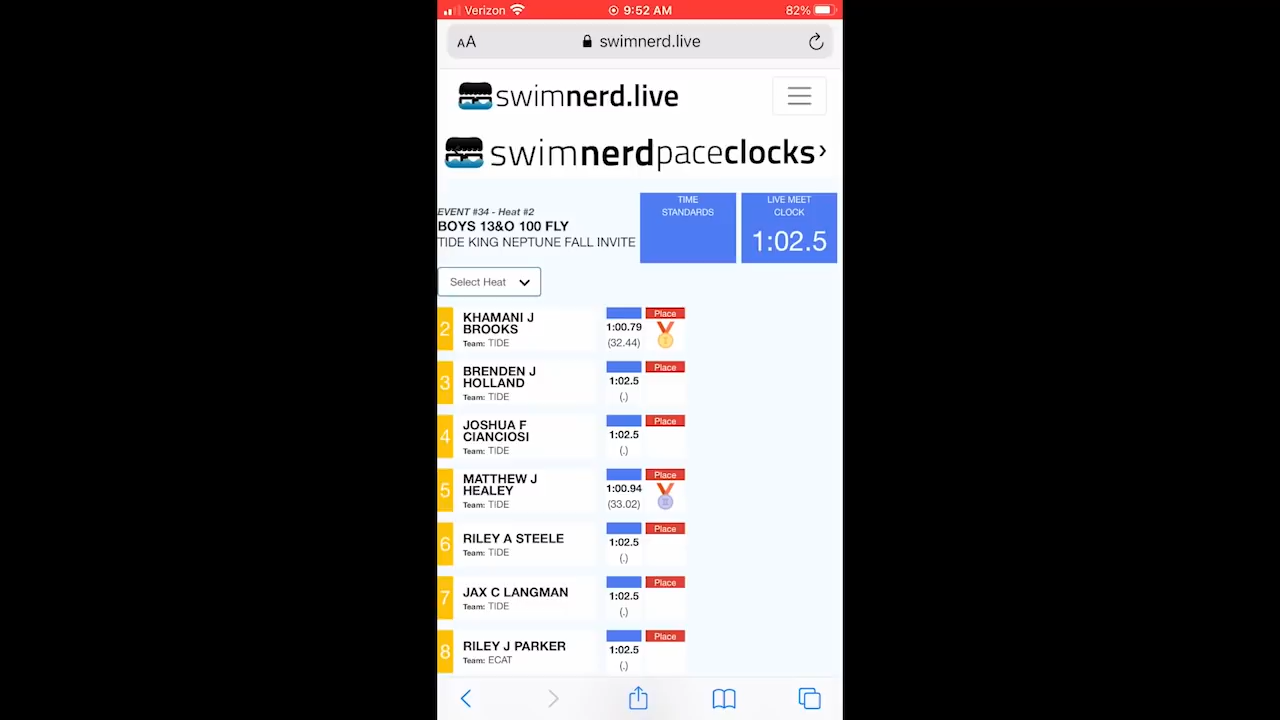 Verizon 9:52 AM 82%
AA swimnerd.live
swimnerd.live
swimnerdpaceclocks
EVENT #34 - Heat #2
BOYS 13&O 100 FLY
TIDE KING NEPTUNE FALL INVITE
TIME
STANDARDS
LIVE MEET
CLOCK
1:02.5
Select Heat
2
KHAMANI J
BROOKS
Team: TIDE
1:00.79
(32.44)
Place
3
BRENDEN J
HOLLAND
Team: TIDE
1:02.5
(.)
Place
4
JOSHUA F
CIANCIOSI
Team: TIDE
1:02.5
(.)
Place
5
MATTHEW J
HEALEY
Team: TIDE
1:00.94
(33.02)
Place
6
RILEY A STEELE
Team: TIDE
1:02.5
(.)
Place
7
JAX C LANGMAN
Team: TIDE
1:02.5
(.)
Place
8
RILEY J PARKER
Team: ECAT
1:02.5
(.)
Place